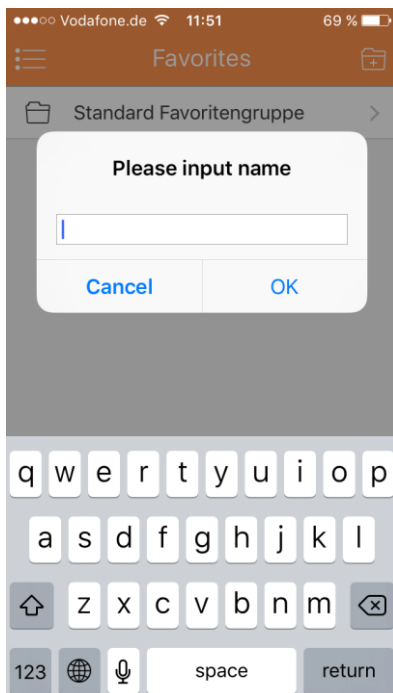 Vodafone.de 11:51 69 %
Favorites
Standard Favoritengruppe
Please input name
Cancel OK
q w e r t y u i o p
a s d f g h j k l
z x c v b n m
123 space return